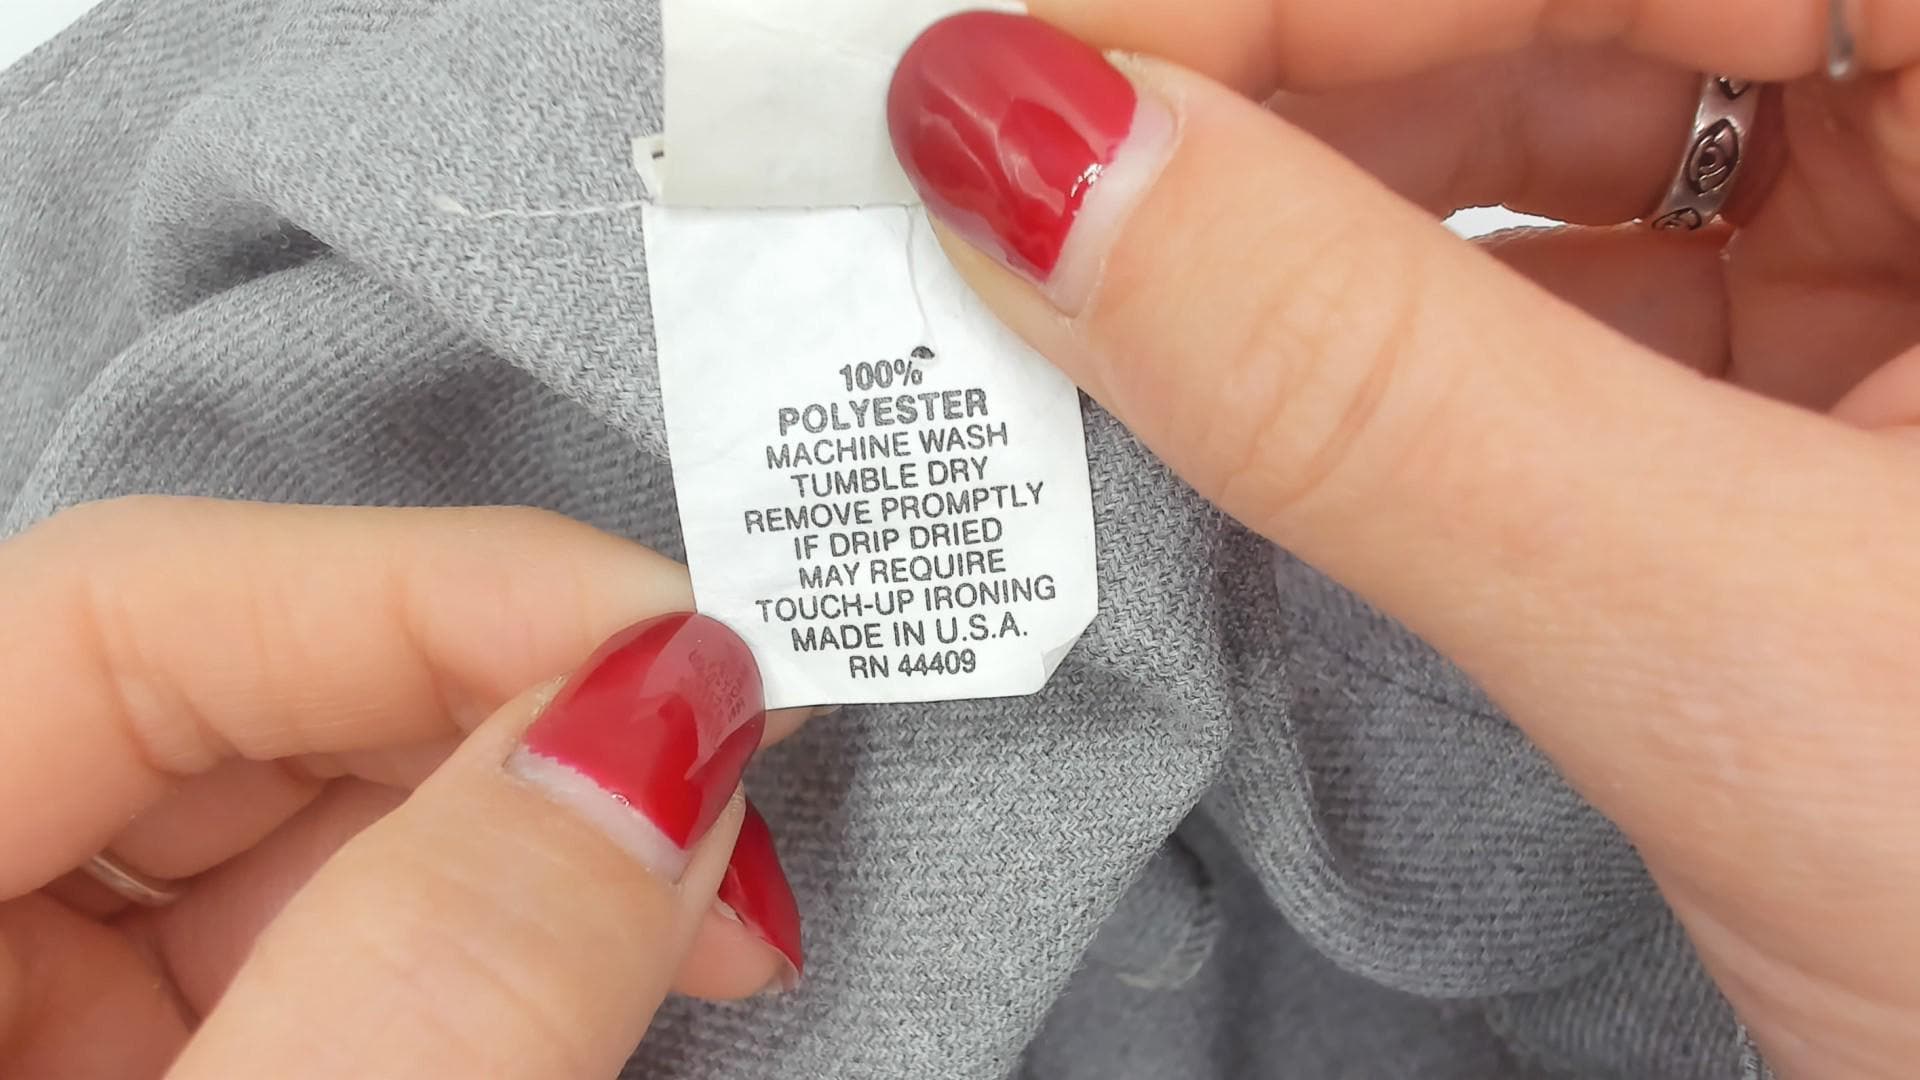 100%
POLYESTER
MACHINE WASH
TUMBLE DRY
REMOVE PROMPTLY
IF DRIP DRIED
MAY REQUIRE
TOUCH-UP IRONING
MADE IN U.S.A.
RN 44409